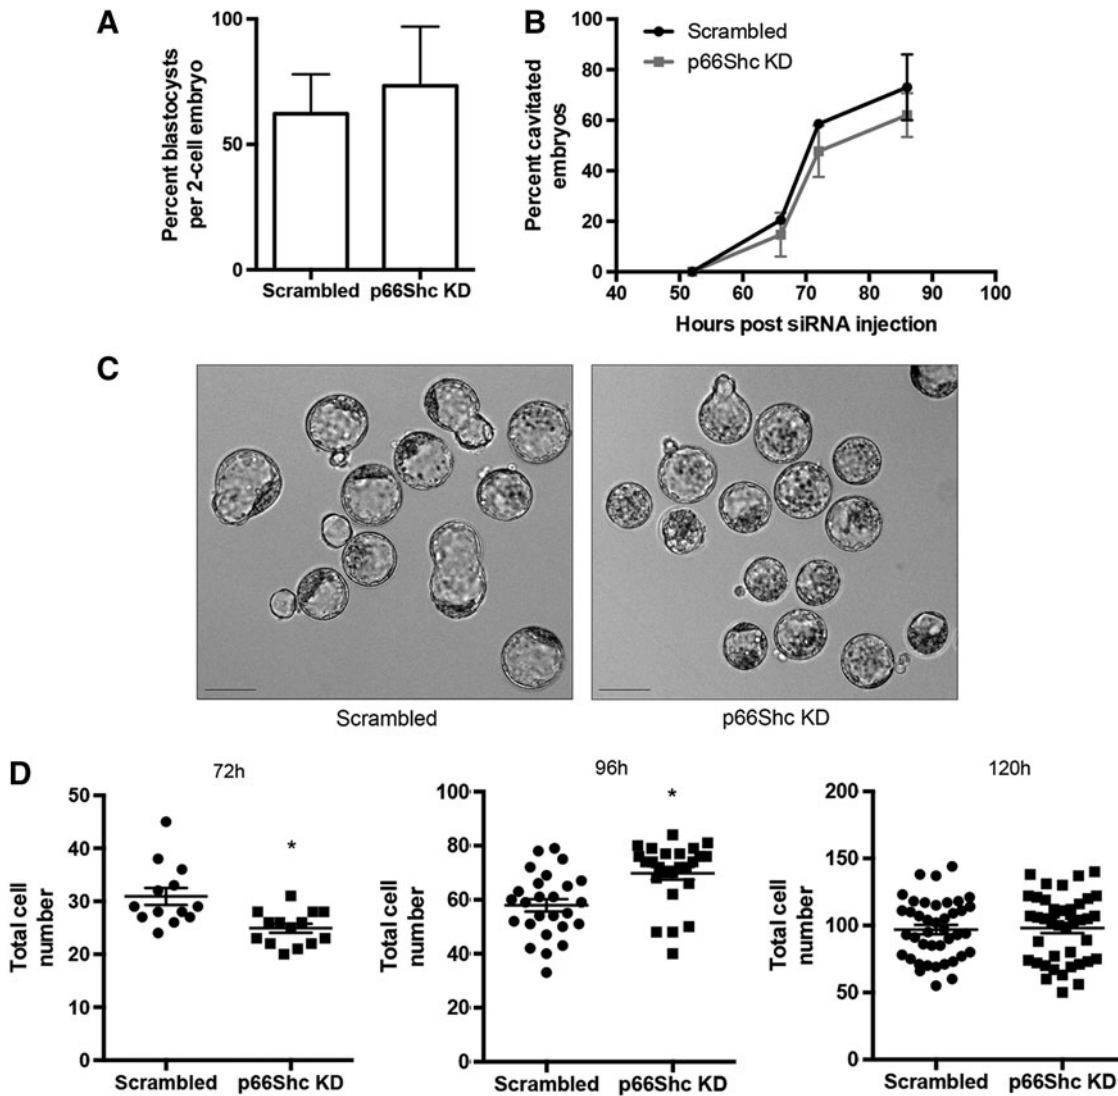 A
Percent blastocysts
per 2-cell embryo
100
50
0
Scrambled
p66Shc KD
B
Percent cavitated
embryos
100
80
60
40
20
0
Scrambled
p66Shc KD
40 50 60 70 80 90 100
Hours post siRNA injection
C
Scrambled
p66Shc KD
D
72h
Total cell
number
50
40
30
20
10
0
*
Scrambled
p66Shc KD
96h
Total cell
number
100
80
60
40
20
0
*
Scrambled
p66Shc KD
120h
Total cell
number
200
150
100
50
0
Scrambled
p66Shc KD